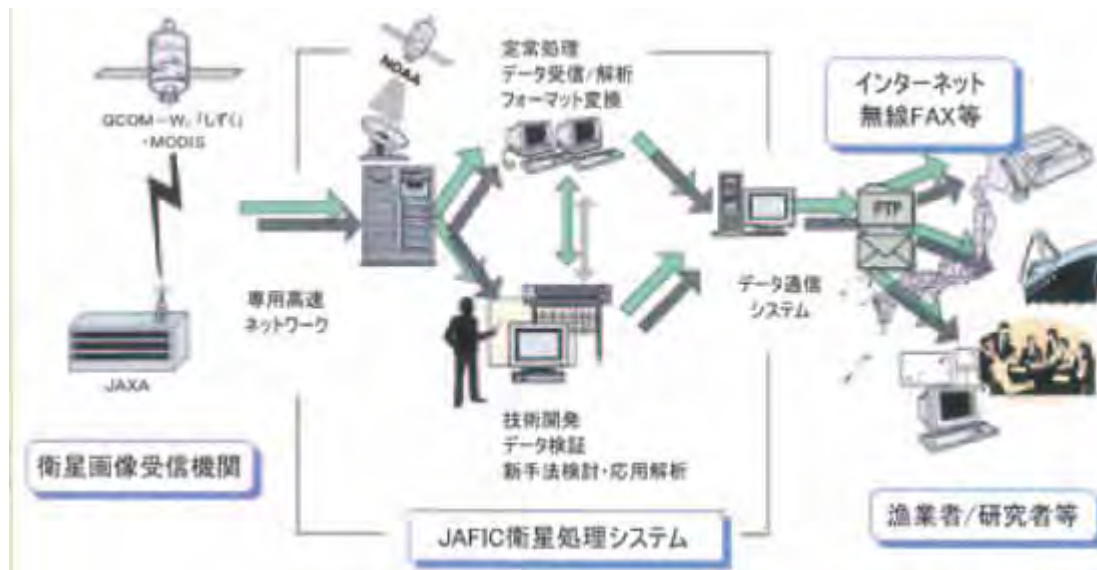 GCOM-W,「しずく」
・MODIS
JAXA
衛星画像受信機関
専用高速
ネットワーク
NOAA
定常処理
データ受信/解析
フォーマット変換
技術開発
データ検証
新手法検討・応用解析
JAFIC衛星処理システム
データ通信
システム
インターネット
無線FAX等
FTP
漁業者/研究者等